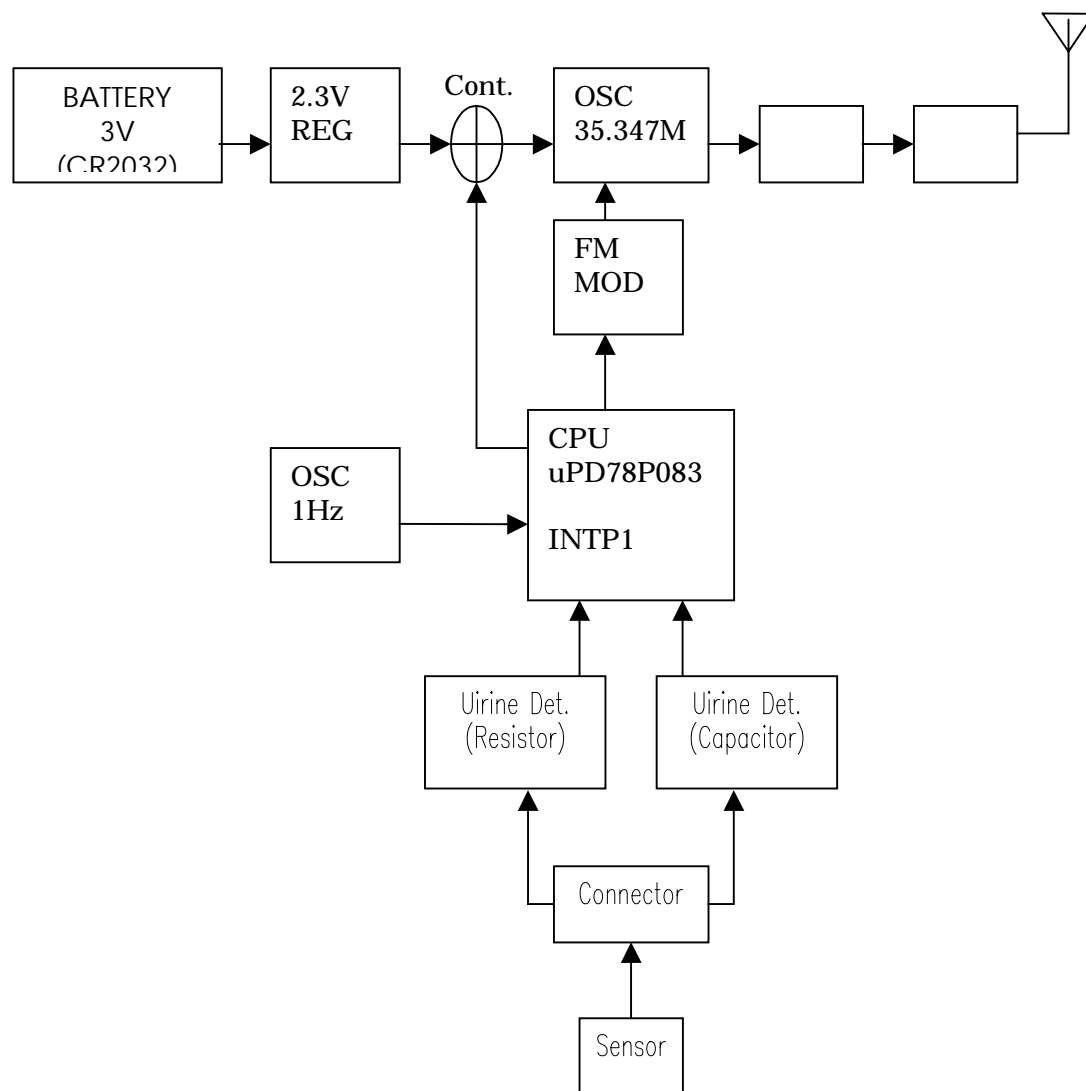 BATTERY
3V
(CR2032)
2.3V
REG
Cont.
OSC
35.347M
FM
MOD
OSC
1Hz
CPU
uPD78P083
INTP1
Uirine Det.
(Resistor)
Uirine Det.
(Capacitor)
Connector
Sensor